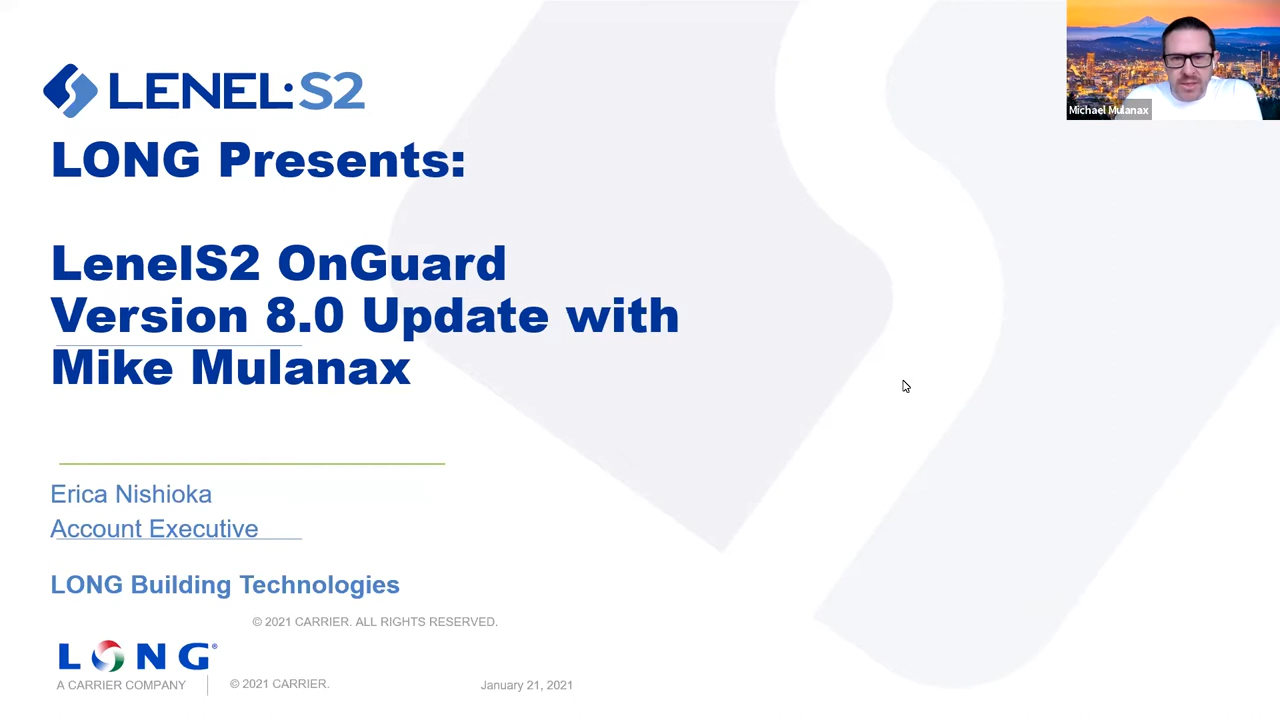 LENEL·S2
Michael Mulanax
LONG Presents:
LenelS2 OnGuard
Version 8.0 Update with
Mike Mulanax
Erica Nishioka
Account Executive
LONG Building Technologies
© 2021 CARRIER. ALL RIGHTS RESERVED.
LONG®
A CARRIER COMPANY
© 2021 CARRIER.
January 21, 2021